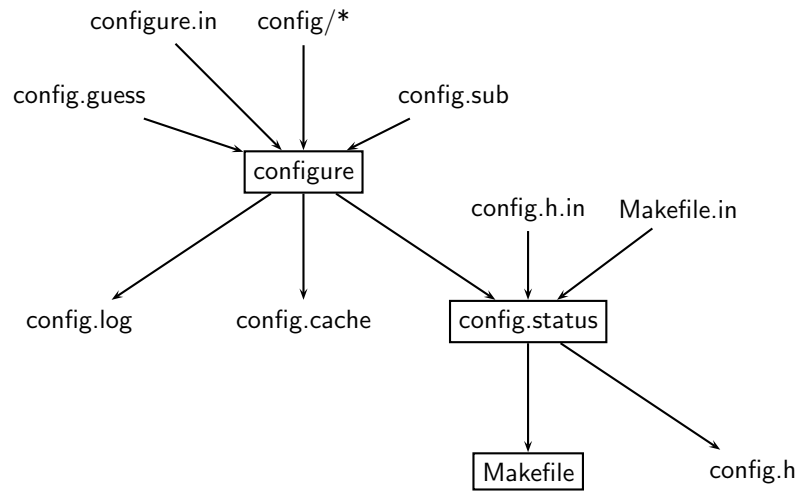 configure.in
config/*
config.guess
config.sub
configure
config.h.in
Makefile.in
config.log
config.cache
config.status
Makefile
config.h